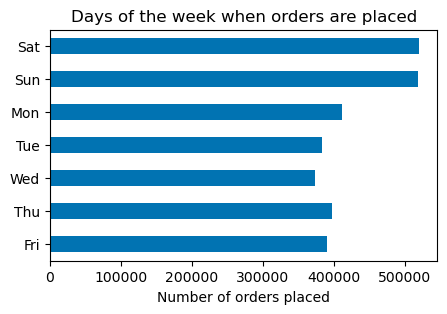 Days of the week when orders are placed
Sat
Sun
Mon
Tue
Wed
Thu
Fri
0 100000 200000 300000 400000 500000
Number of orders placed